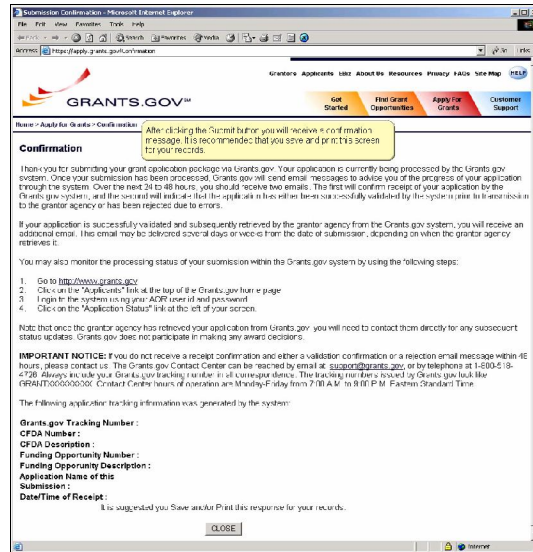 Submission Confirmation - Microsoft Internet Explorer
File Edit View Favorites Tools Help
Back Search Favorites Media
Address https://apply.grants.gov/Confirmation Go Links
Grantors Applicants EBiz About Us Resources Privacy FAQs Site Map HELP
GRANTS.GOV℠
Get Started Find Grant Opportunities Apply For Grants Customer Support
Home > Apply for Grants > Confirmation
After clicking the Submit button you will receive a confirmation
message. It is recommended that you save and print this screen
for your records.
Confirmation
Thank you for submitting your grant application package via Grants.gov. Your application is currently being processed by the Grants.gov
system. Once your submission has been processed, Grants.gov will send email messages to advise you of the progress of your application
through the system. Over the next 24 to 48 hours, you should receive two emails. The first will confirm receipt of your application by the
Grants.gov system, and the second will indicate that the application has either been successfully validated by the system prior to transmission
to the grantor agency or has been rejected due to errors.
If your application is successfully validated and subsequently retrieved by the grantor agency from the Grants.gov system, you will receive an
additional email. This email may be delivered several days or weeks from the date of submission, depending on when the grantor agency
retrieves it.
You may also monitor the processing status of your submission within the Grants.gov system by using the following steps:
1. Go to http://www.grants.gov
2. Click on the "Applicants" link at the top of the Grants.gov home page
3. Login to the system using your AOR user id and password
4. Click on the "Application Status" link at the left of your screen.
Note that once the grantor agency has retrieved your application from Grants.gov, you will need to contact them directly for any subsequent
status updates. Grants.gov does not participate in making any award decisions.
IMPORTANT NOTICE: If you do not receive a receipt confirmation and either a validation confirmation or a rejection email message within 48
hours, please contact us. The Grants.gov Contact Center can be reached by email at support@grants.gov, or by telephone at 1-800-518-
4726. Always include your Grants.gov tracking number in all correspondence. The tracking numbers issued by Grants.gov look like
GRANTXXXXXXXX. Contact Center hours of operation are Monday-Friday from 7:00 A.M. to 9:00 P.M. Eastern Standard Time.
The following application tracking information was generated by the system:
Grants.gov Tracking Number :
CFDA Number :
CFDA Description :
Funding Opportunity Number :
Funding Opporunity Description :
Application Name of this
Submission :
Date/Time of Receipt :
It is suggested you Save and/or Print this response for your records.
CLOSE
Internet